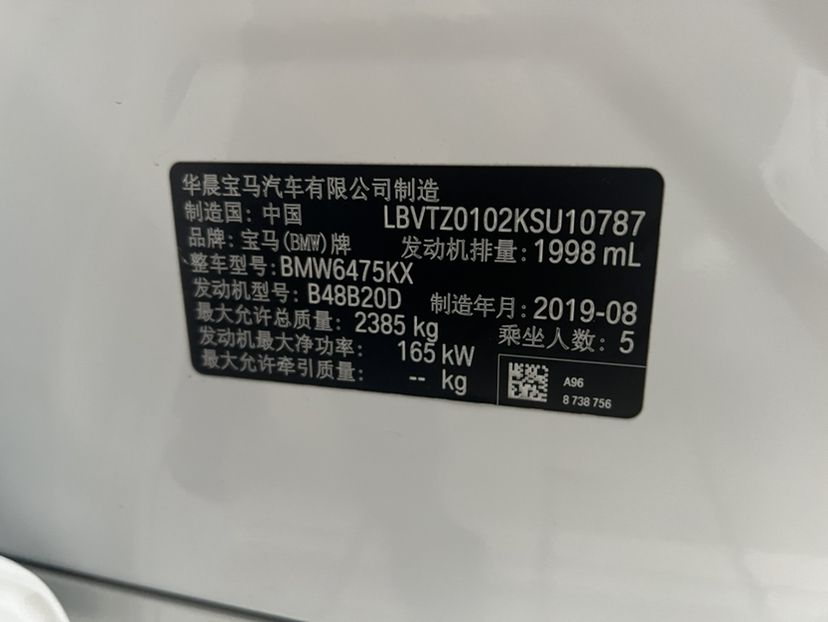 华晨宝马汽车有限公司制造
制造国: 中国 LBVTZ0102KSU10787
品牌: 宝马(BMW)牌 发动机排量: 1998 mL
整车型号: BMW6475KX
发动机型号: B48B20D 制造年月: 2019-08
最大允许总质量: 2385 kg 乘坐人数: 5
发动机最大净功率: 165 kW
最大允许牵引质量: -- kg
A96
8 738 756